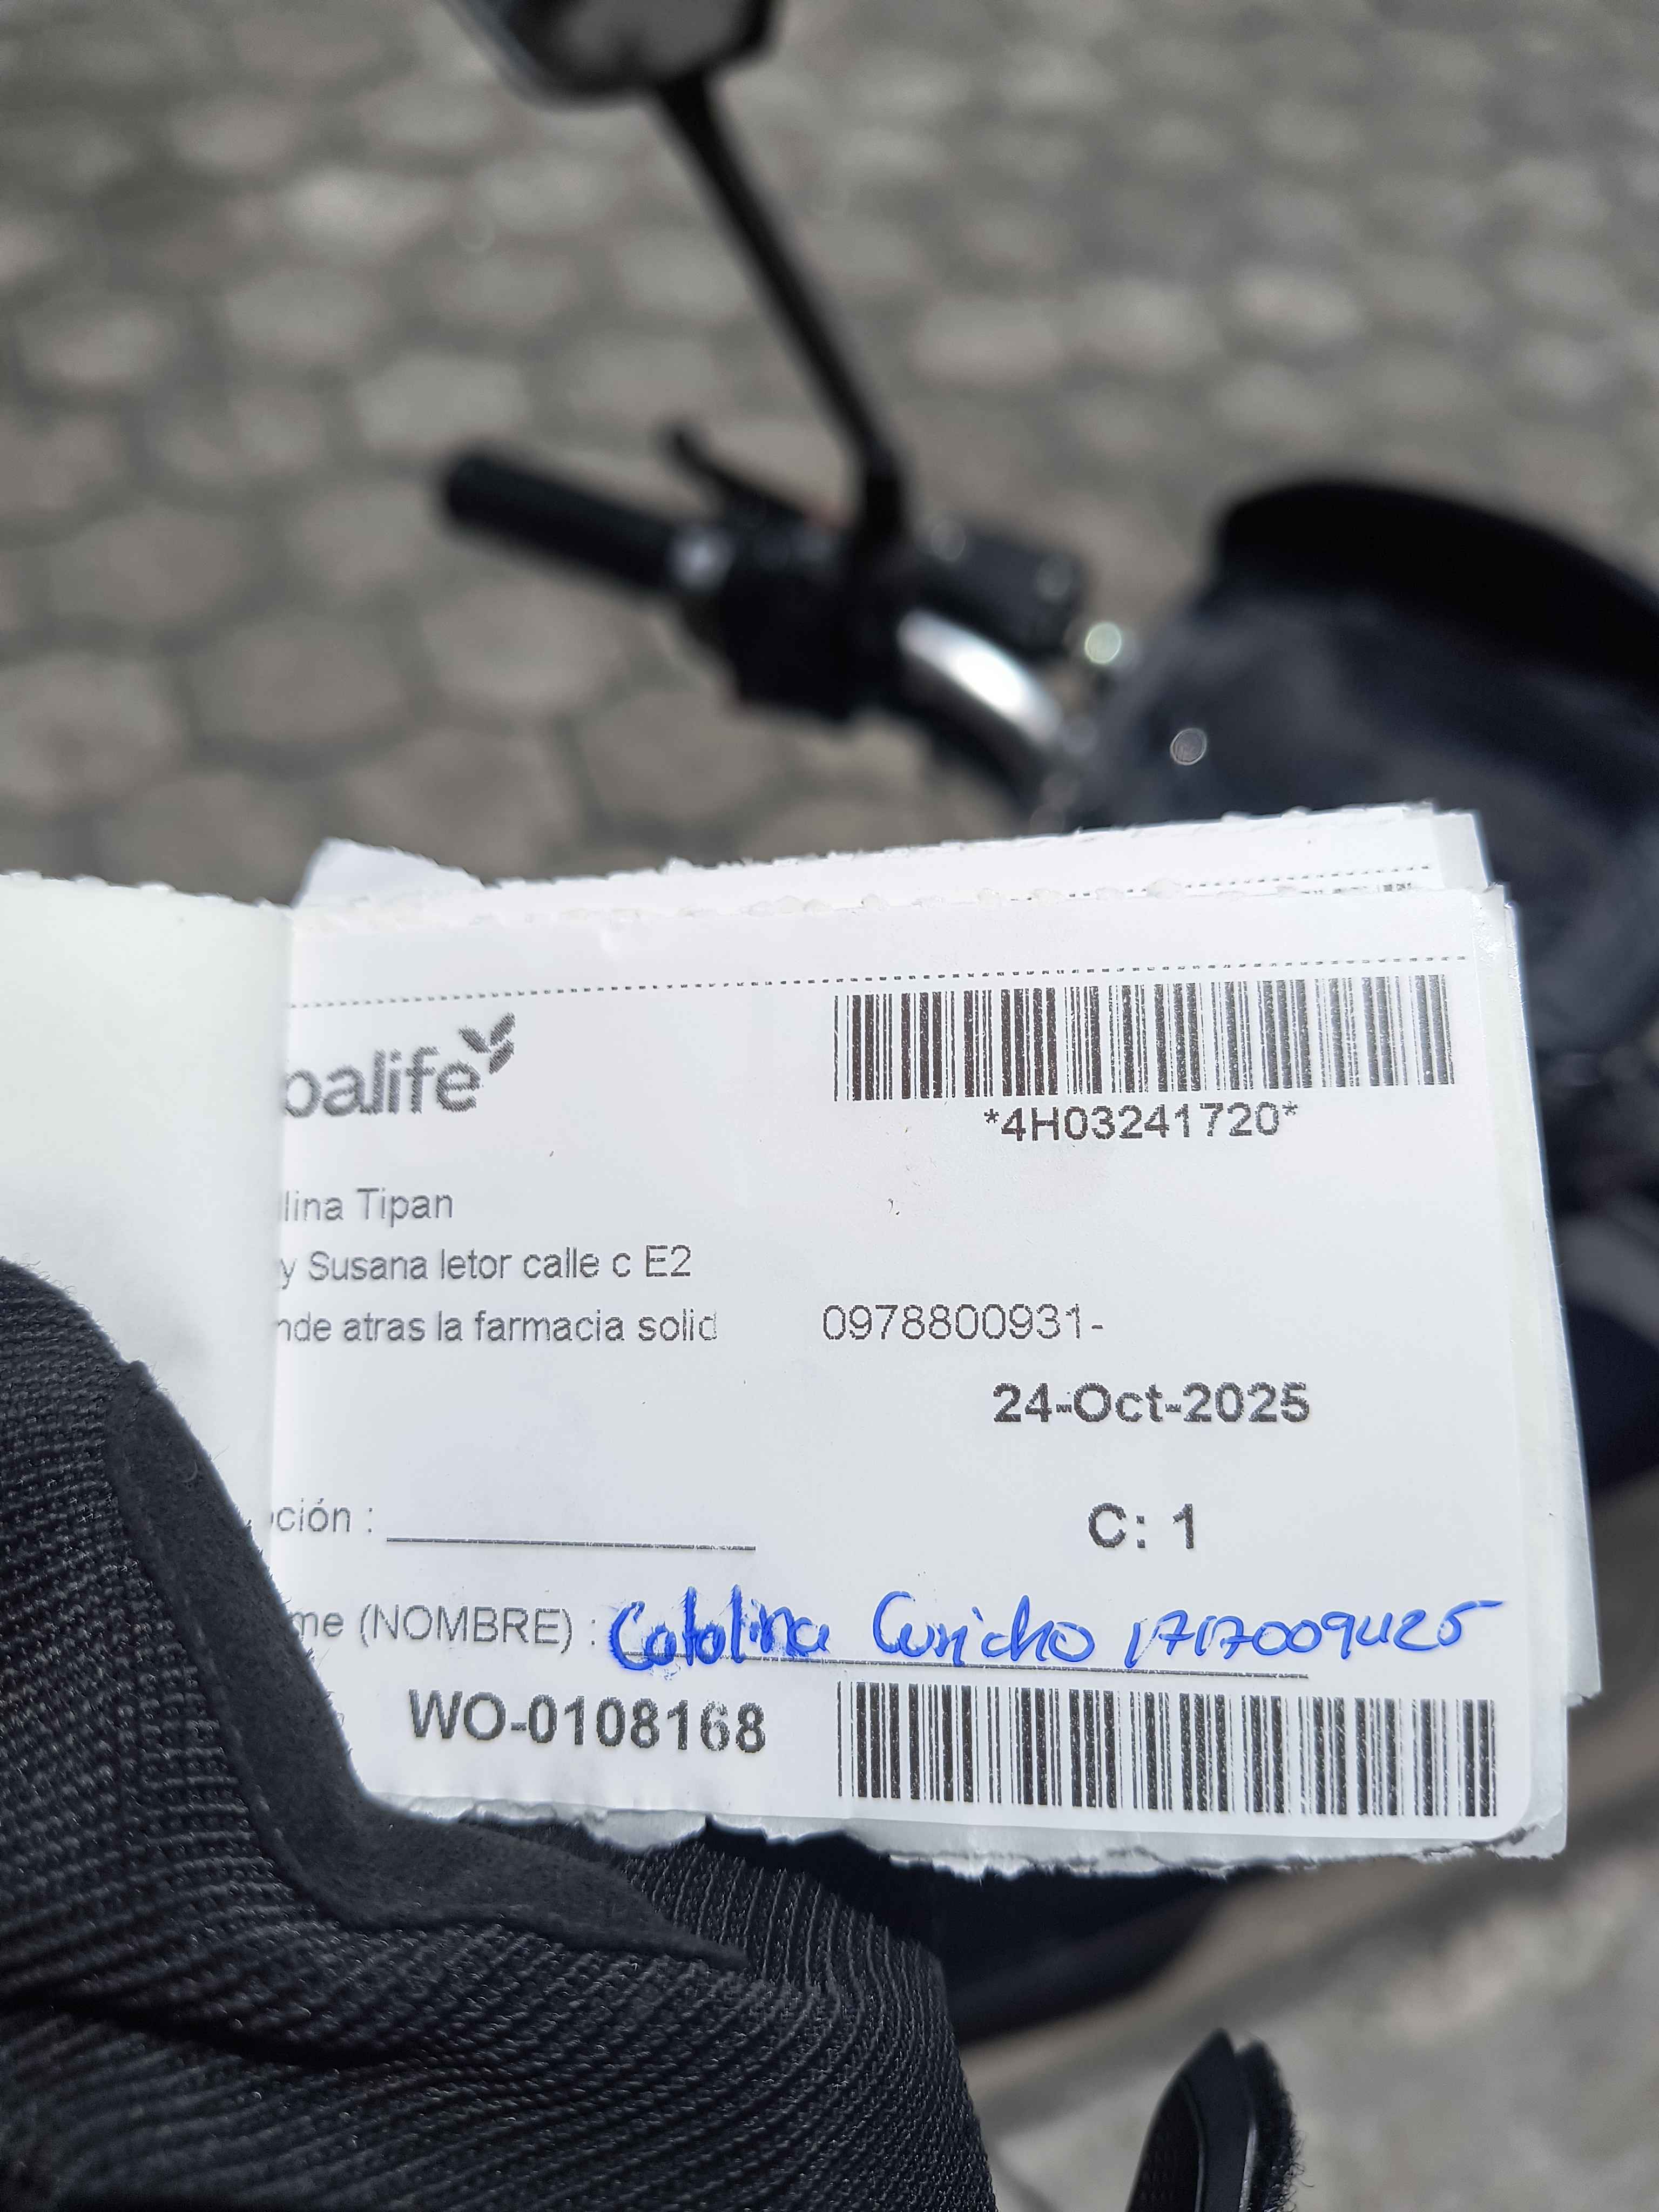 balife
*4H03241720*
lina Tipan
y Susana letor calle c E2
nde atras la farmacia solid
0978800931-
24-Oct-2025
ción :
C: 1
me (NOMBRE) : Catalina Curicho 1717009425
WO-0108168